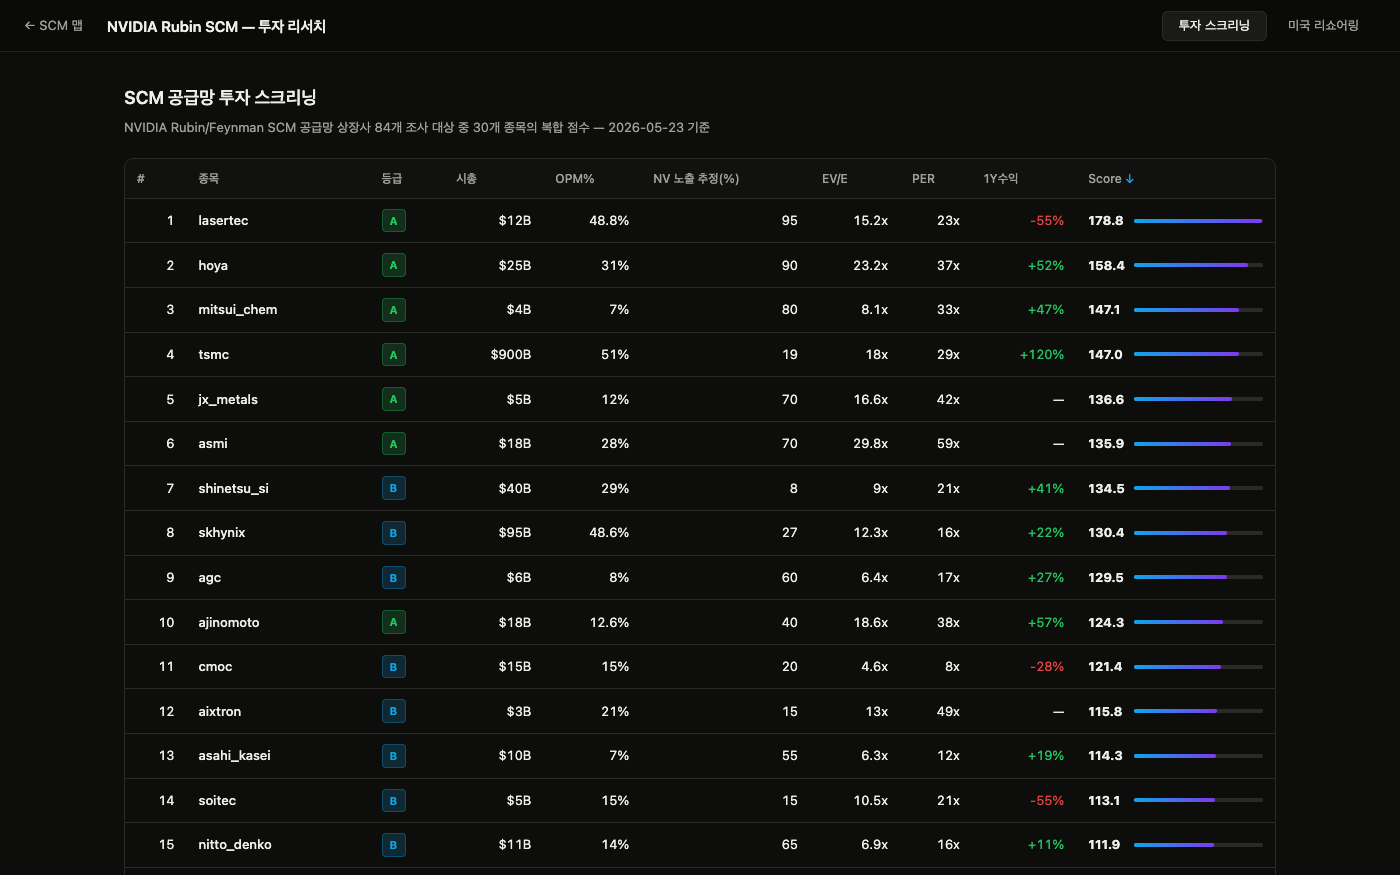 ← SCM 맵 NVIDIA Rubin SCM — 투자 리서치 투자 스크리닝 미국 리쇼어링
SCM 공급망 투자 스크리닝
NVIDIA Rubin/Feynman SCM 공급망 상장사 84개 조사 대상 중 30개 종목의 복합 점수 — 2026-05-23 기준
# 종목 등급 시총 OPM% NV 노출 추정(%) EV/E PER 1Y수익 Score ↓
1 lasertec A $12B 48.8% 95 15.2x 23x -55% 178.8
2 hoya A $25B 31% 90 23.2x 37x +52% 158.4
3 mitsui_chem A $4B 7% 80 8.1x 33x +47% 147.1
4 tsmc A $900B 51% 19 18x 29x +120% 147.0
5 jx_metals A $5B 12% 70 16.6x 42x — 136.6
6 asmi A $18B 28% 70 29.8x 59x — 135.9
7 shinetsu_si B $40B 29% 8 9x 21x +41% 134.5
8 skhynix B $95B 48.6% 27 12.3x 16x +22% 130.4
9 agc B $6B 8% 60 6.4x 17x +27% 129.5
10 ajinomoto A $18B 12.6% 40 18.6x 38x +57% 124.3
11 cmoc B $15B 15% 20 4.6x 8x -28% 121.4
12 aixtron B $3B 21% 15 13x 49x — 115.8
13 asahi_kasei B $10B 7% 55 6.3x 12x +19% 114.3
14 soitec B $5B 15% 15 10.5x 21x -55% 113.1
15 nitto_denko B $11B 14% 65 6.9x 16x +11% 111.9